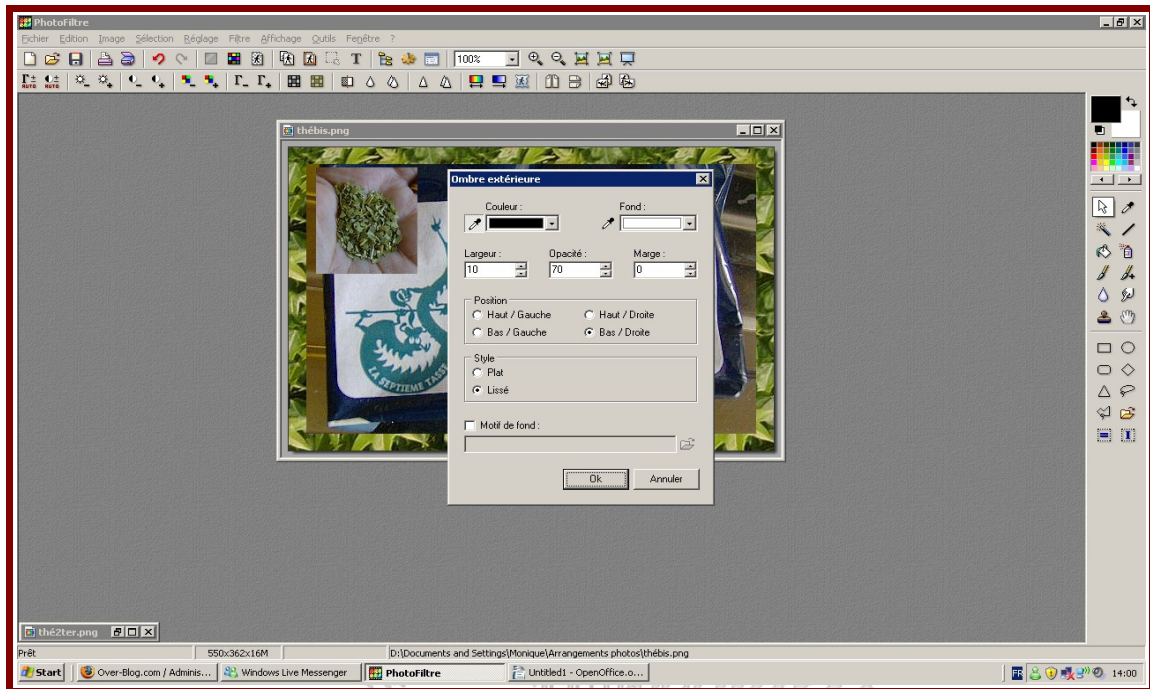 PhotoFiltre
Fichier Edition Image Sélection Réglage Filtre Affichage Outils Fenêtre ?
T 100%
AUTO AUTO
thébis.png
Ombre extérieure
Couleur : Fond :
Largeur : Opacité : Marge :
10 70 0
Position
Haut / Gauche Haut / Droite
Bas / Gauche Bas / Droite
Style
Plat
Lissé
Motif de fond :
Ok Annuler
LA SEPTIEME TASSE
thé2ter.png
Prêt 550x362x16M D:\Documents and Settings\Monique\Arrangements photos\thébis.png
Start Over-Blog.com / Adminis... Windows Live Messenger PhotoFiltre Untitled1 - OpenOffice.o... FR 14:00